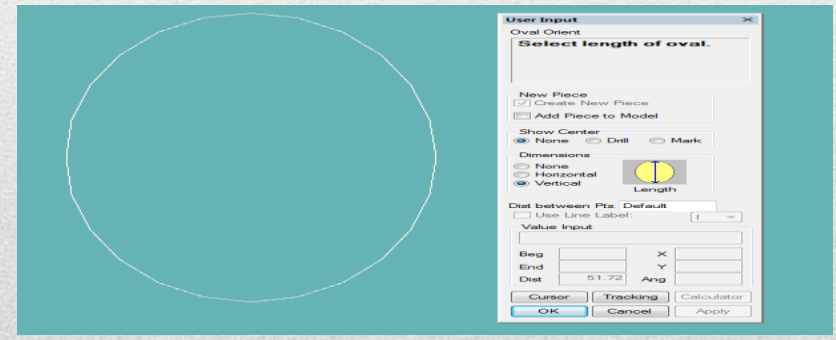 User Input
Oval Orient
Select length of oval.
New Piece
Create New Piece
Add Piece to Model
Show Center
None Drill Mark
Dimensions
None
Horizontal
Vertical
Length
Dist between Pts Default
Use Line Label:
Value Input
Beg X
End Y
Dist 51.72 Ang
Cursor Tracking Calculator
OK Cancel Apply